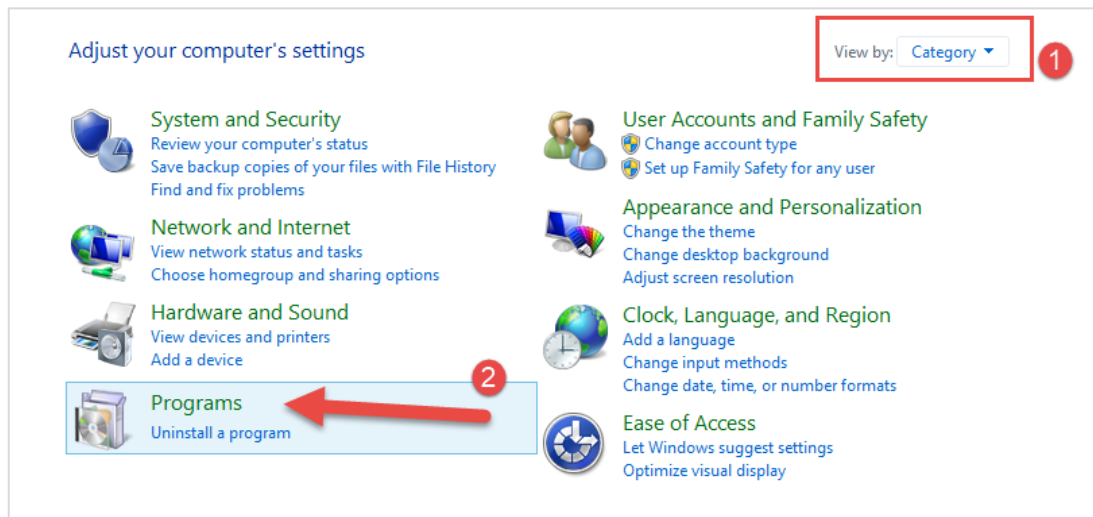 Adjust your computer's settings
View by: Category
1
System and Security
Review your computer's status
Save backup copies of your files with File History
Find and fix problems
Network and Internet
View network status and tasks
Choose homegroup and sharing options
Hardware and Sound
View devices and printers
Add a device
2
Programs
Uninstall a program
User Accounts and Family Safety
Change account type
Set up Family Safety for any user
Appearance and Personalization
Change the theme
Change desktop background
Adjust screen resolution
Clock, Language, and Region
Add a language
Change input methods
Change date, time, or number formats
Ease of Access
Let Windows suggest settings
Optimize visual display